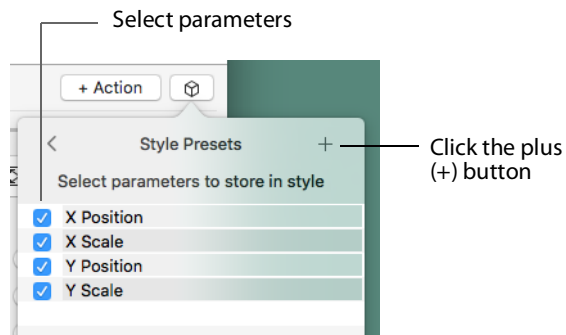 Select parameters
+ Action
Style Presets
Click the plus
(+) button
Select parameters to store in style
X Position
X Scale
Y Position
Y Scale